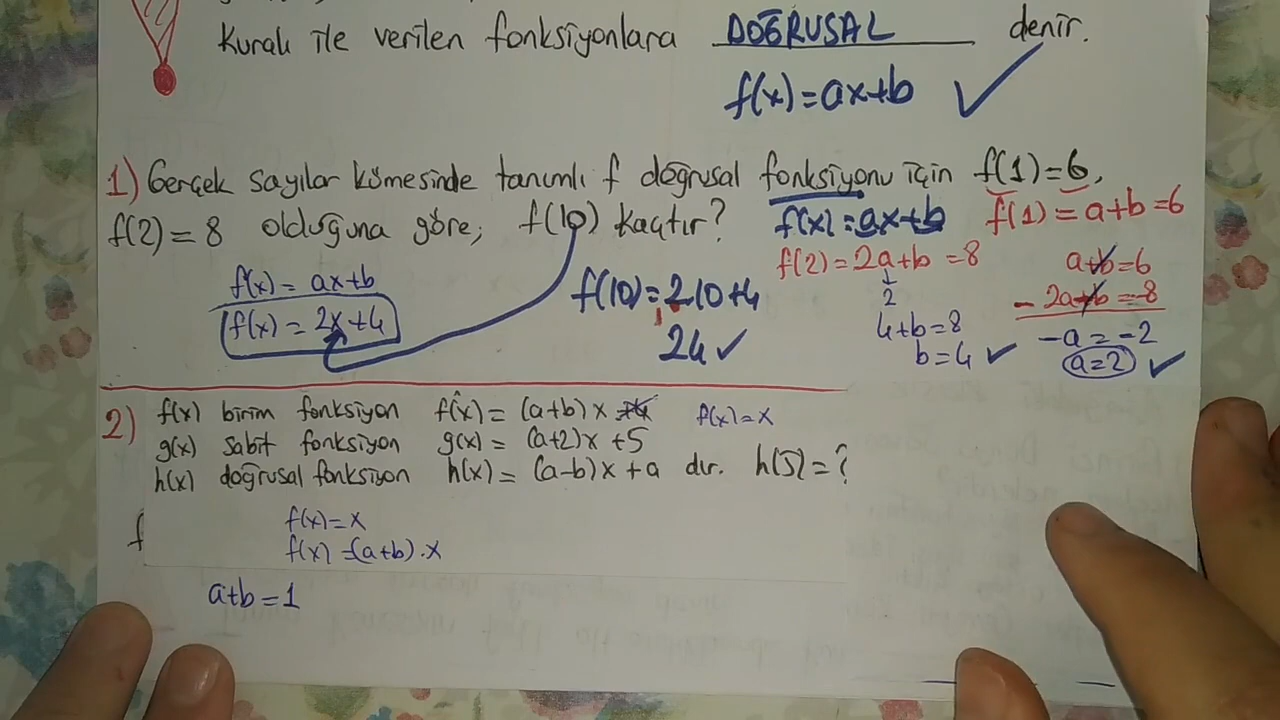 Kuralı ile verilen fonksiyonlara DOĞRUSAL denir.
f(x)=ax+b
1) Gerçek sayılar kümesinde tanımlı f doğrusal fonksiyonu için f(1)=6,
f(2)=8 olduğuna göre, f(10) kaçtır?
f(x)=ax+b
f(1)=a+b=6
f(x)=ax+b
f(x)=2x+4
f(10)=2.10+4
24
f(2)=2a+b=8
2
4+b=8
b=4
a+b=6
- 2a+b=-8
-a=-2
a=2
2) f(x) birim fonksiyon f(x)=(a+b)x f(x)=x
g(x) sabit fonksiyon g(x)=(a+2)x+5
h(x) doğrusal fonksiyon h(x)=(a-b)x+a dır. h(5)=?
f(x)=x
f(x)=(a+b).x
f
a+b=1